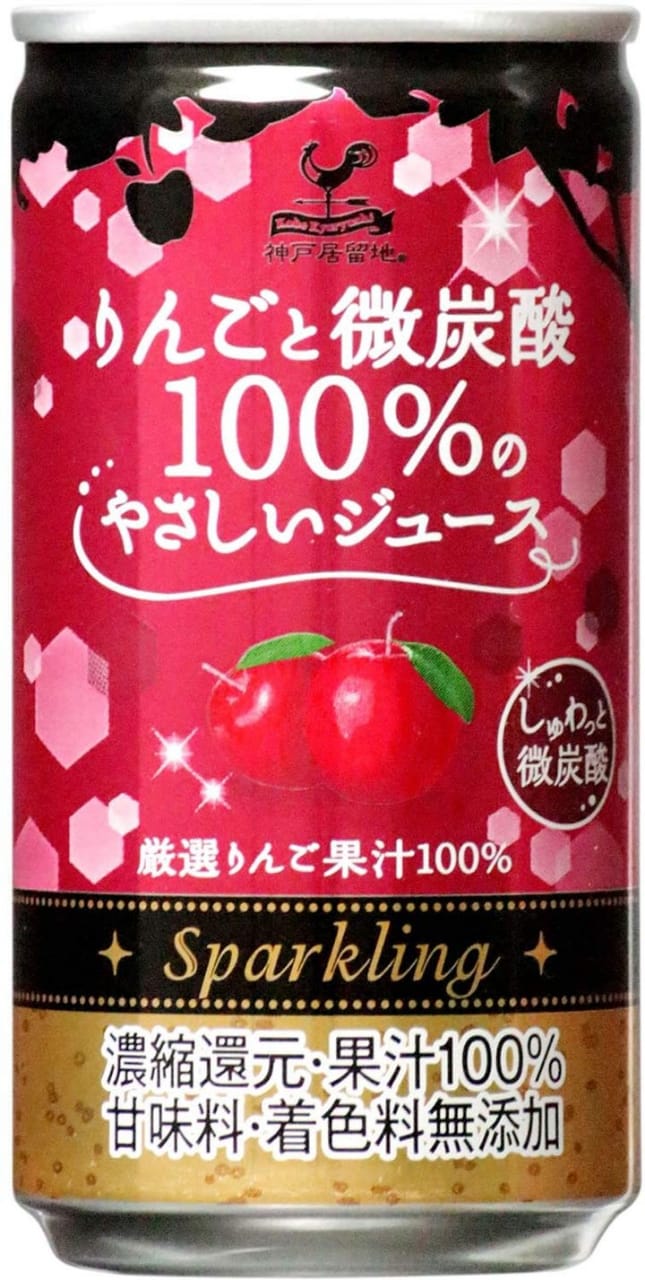 Kobe Kyoryuchi
神戸居留地®
りんごと微炭酸
100%の
やさしいジュース
しゅわっと
微炭酸
厳選りんご果汁100%
Sparkling
濃縮還元・果汁100%
甘味料・着色料無添加